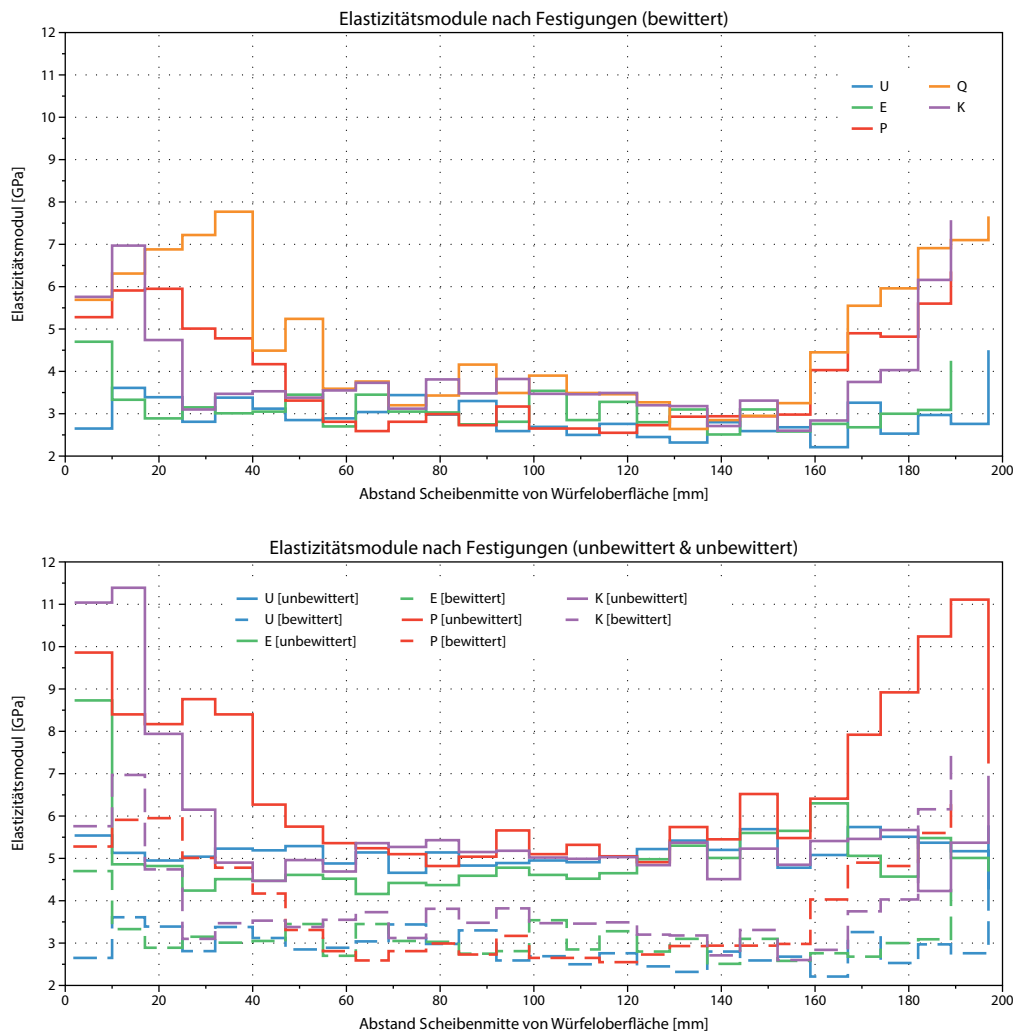 Elastizitätsmodule nach Festigungen (bewittert)
12
11
10
9
8
7
6
5
4
3
2
Elastizitätsmodul [GPa]
U
E
P
Q
K
0 20 40 60 80 100 120 140 160 180 200
Abstand Scheibenmitte von Würfeloberfläche [mm]
Elastizitätsmodule nach Festigungen (unbewittert & unbewittert)
12
11
10
9
8
7
6
5
4
3
2
Elastizitätsmodul [GPa]
U [unbewittert]
U [bewittert]
E [unbewittert]
E [bewittert]
P [unbewittert]
P [bewittert]
K [unbewittert]
K [bewittert]
0 20 40 60 80 100 120 140 160 180 200
Abstand Scheibenmitte von Würfeloberfläche [mm]